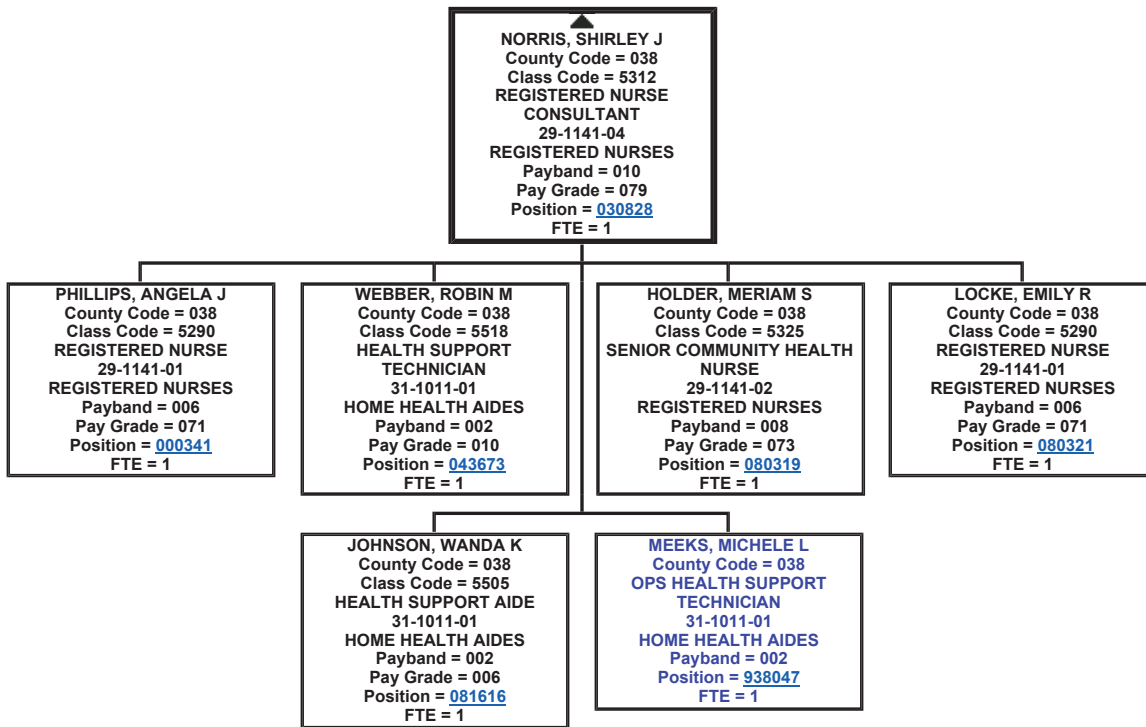 NORRIS, SHIRLEY J
County Code = 038
Class Code = 5312
REGISTERED NURSE
CONSULTANT
29-1141-04
REGISTERED NURSES
Payband = 010
Pay Grade = 079
Position = 030828
FTE = 1
PHILLIPS, ANGELA J
County Code = 038
Class Code = 5290
REGISTERED NURSE
29-1141-01
REGISTERED NURSES
Payband = 006
Pay Grade = 071
Position = 000341
FTE = 1
WEBBER, ROBIN M
County Code = 038
Class Code = 5518
HEALTH SUPPORT
TECHNICIAN
31-1011-01
HOME HEALTH AIDES
Payband = 002
Pay Grade = 010
Position = 043673
FTE = 1
HOLDER, MERIAM S
County Code = 038
Class Code = 5325
SENIOR COMMUNITY HEALTH
NURSE
29-1141-02
REGISTERED NURSES
Payband = 008
Pay Grade = 073
Position = 080319
FTE = 1
LOCKE, EMILY R
County Code = 038
Class Code = 5290
REGISTERED NURSE
29-1141-01
REGISTERED NURSES
Payband = 006
Pay Grade = 071
Position = 080321
FTE = 1
JOHNSON, WANDA K
County Code = 038
Class Code = 5505
HEALTH SUPPORT AIDE
31-1011-01
HOME HEALTH AIDES
Payband = 002
Pay Grade = 006
Position = 081616
FTE = 1
MEEKS, MICHELE L
County Code = 038
OPS HEALTH SUPPORT
TECHNICIAN
31-1011-01
HOME HEALTH AIDES
Payband = 002
Position = 938047
FTE = 1